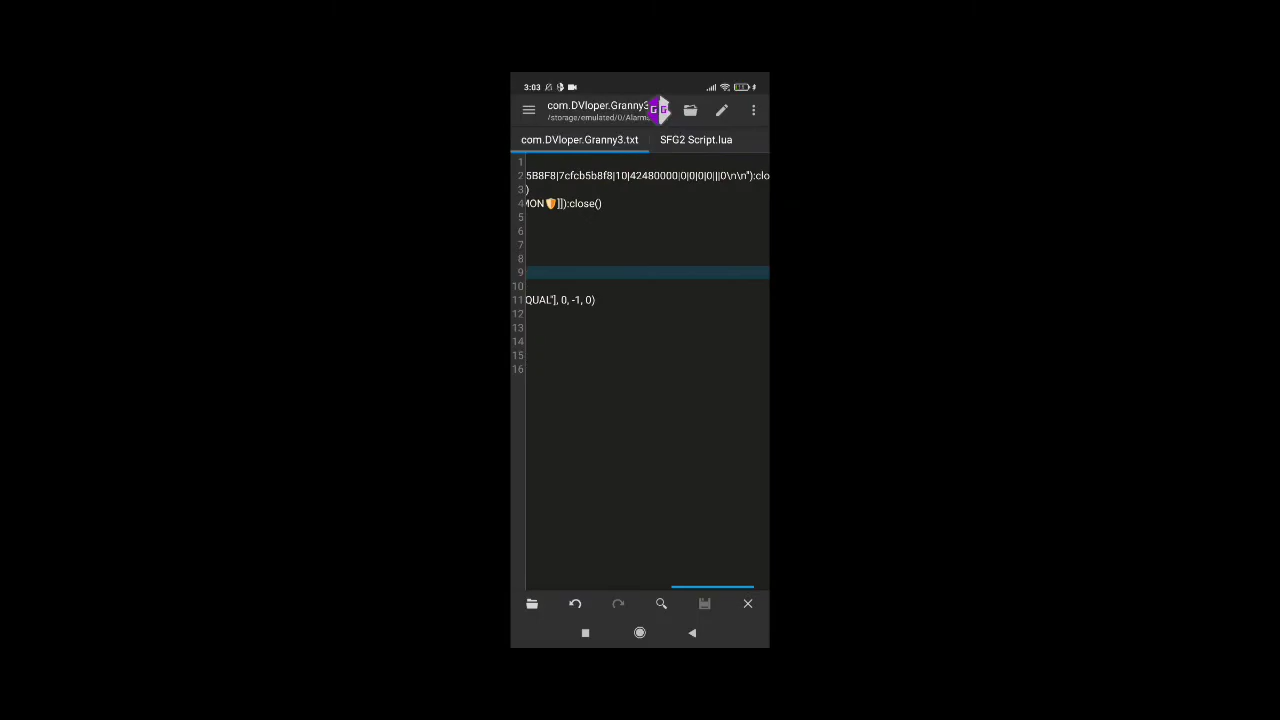 3:03
com.DVloper.Granny3
/storage/emulated/0/Alarm
com.DVloper.Granny3.txt
SFG2 Script.lua
1
2 5B8F8|7cfcb5b8f8|10|42480000|0|0|0|0|||0\n\n"):clo
3 )
4 MON🛡️]]):close()
5
6
7
8
9
10
11 QUAL"], 0, -1, 0)
12
13
14
15
16